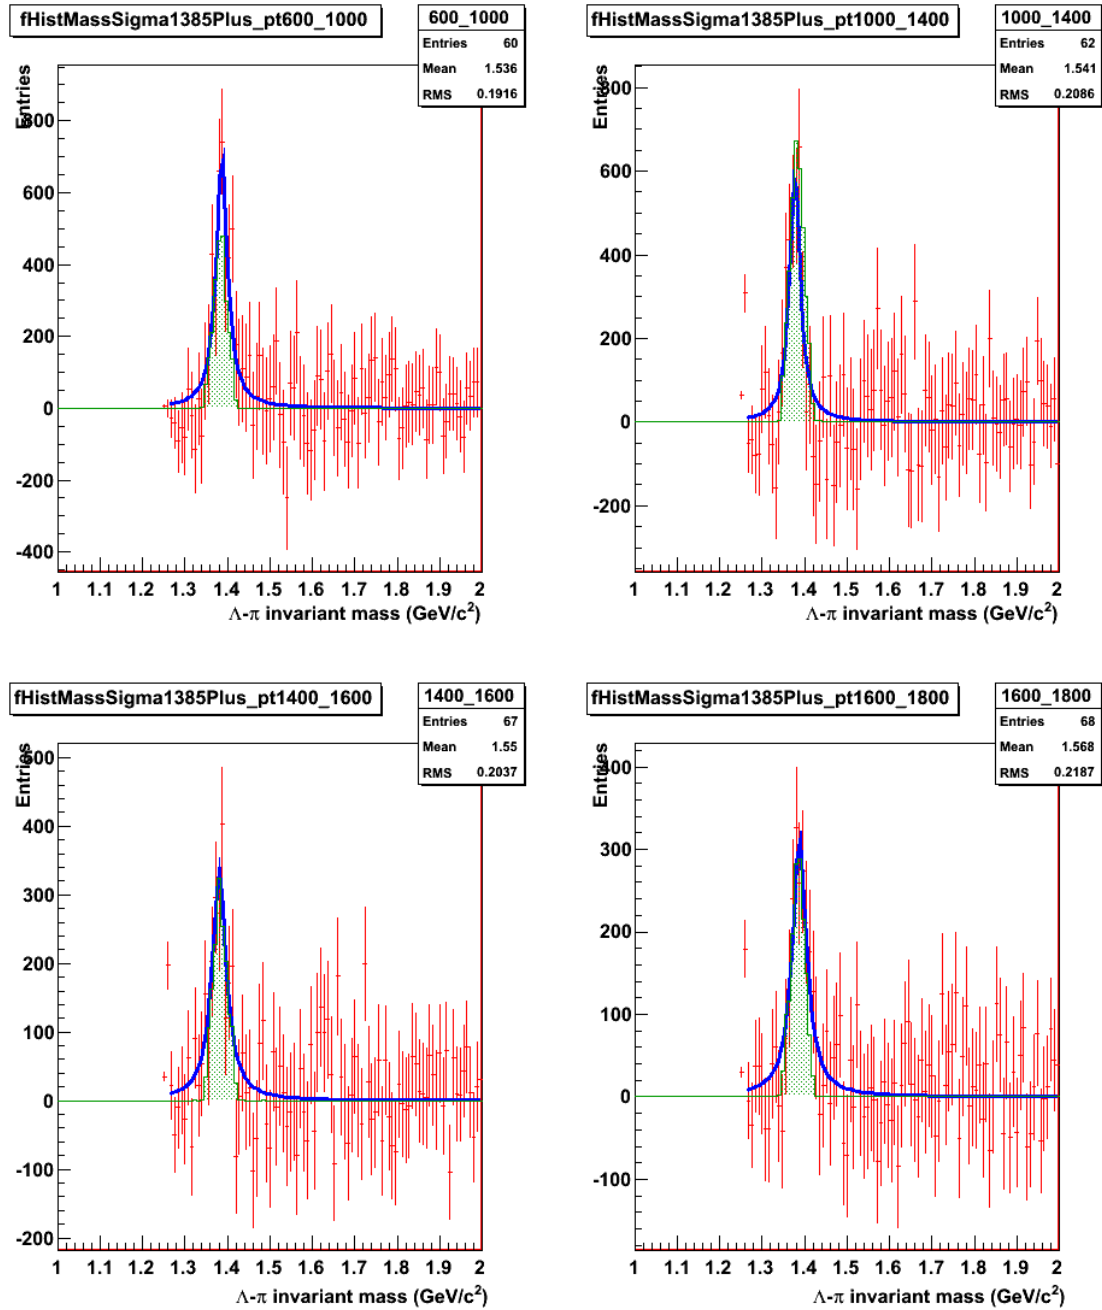 fHistMassSigma1385Plus_pt600_1000
600_1000
Entries 60
Mean 1.536
RMS 0.1916
Entries
800
600
400
200
0
-200
-400
1 1.1 1.2 1.3 1.4 1.5 1.6 1.7 1.8 1.9 2
Λ-π invariant mass (GeV/c²)
fHistMassSigma1385Plus_pt1000_1400
1000_1400
Entries 62
Mean 1.541
RMS 0.2086
Entries
800
600
400
200
0
-200
1 1.1 1.2 1.3 1.4 1.5 1.6 1.7 1.8 1.9 2
Λ-π invariant mass (GeV/c²)
fHistMassSigma1385Plus_pt1400_1600
1400_1600
Entries 67
Mean 1.55
RMS 0.2037
Entries
600
400
300
200
100
0
-100
-200
1 1.1 1.2 1.3 1.4 1.5 1.6 1.7 1.8 1.9 2
Λ-π invariant mass (GeV/c²)
fHistMassSigma1385Plus_pt1600_1800
1600_1800
Entries 68
Mean 1.568
RMS 0.2187
Entries
400
300
200
100
0
-100
1 1.1 1.2 1.3 1.4 1.5 1.6 1.7 1.8 1.9 2
Λ-π invariant mass (GeV/c²)